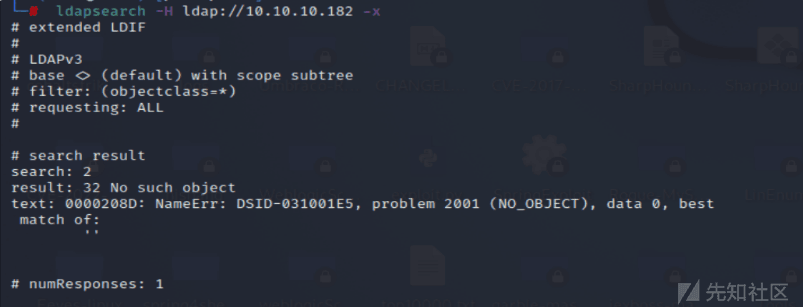 └─# ldapsearch -H ldap://10.10.10.182 -x
# extended LDIF
#
# LDAPv3
# base <> (default) with scope subtree
# filter: (objectclass=*)
# requesting: ALL
#
# search result
search: 2
result: 32 No such object
text: 0000208D: NameErr: DSID-031001E5, problem 2001 (NO_OBJECT), data 0, best
 match of:
        ''
# numResponses: 1
先知社区